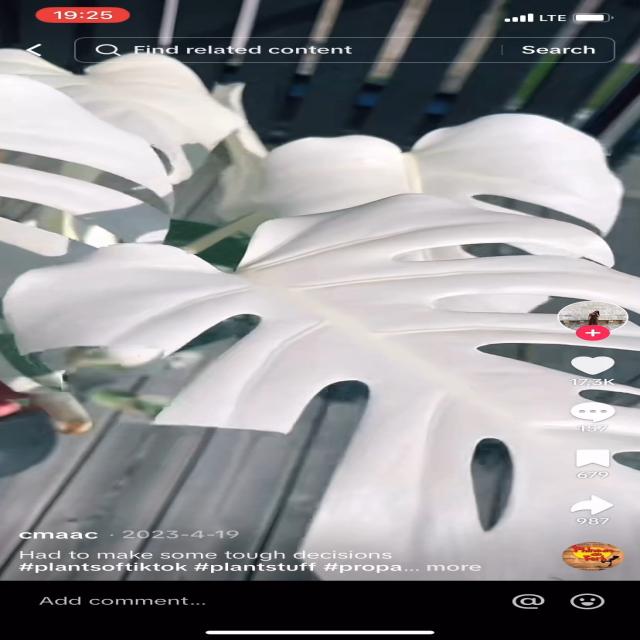 19:25
LTE
Find related content
Search
17.3K
679
987
cmaac · 2023-4-19
Had to make some tough decisions
#plantsoftiktok #plantstuff #propa... more
Add comment...